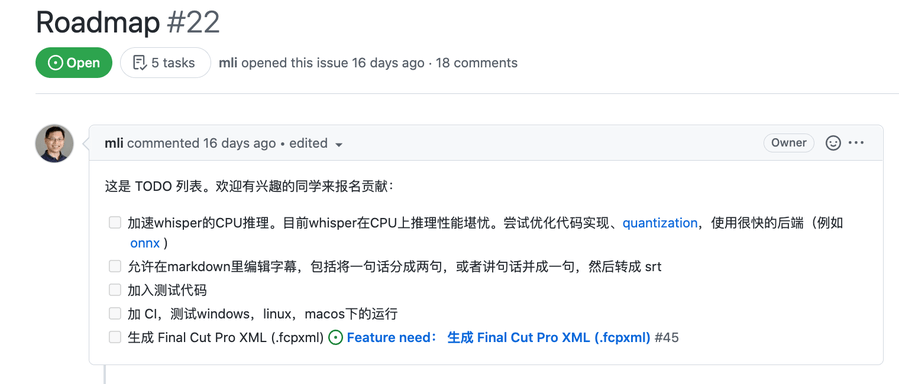 Roadmap #22
Open 5 tasks mli opened this issue 16 days ago · 18 comments
mli commented 16 days ago • edited Owner
这是 TODO 列表。欢迎有兴趣的同学来报名贡献：
加速whisper的CPU推理。目前whisper在CPU上推理性能堪忧。尝试优化代码实现、quantization，使用很快的后端（例如
onnx ）
允许在markdown里编辑字幕，包括将一句话分成两句，或者讲句话并成一句，然后转成 srt
加入测试代码
加 CI，测试windows，linux，macos下的运行
生成 Final Cut Pro XML (.fcpxml) Feature need： 生成 Final Cut Pro XML (.fcpxml) #45